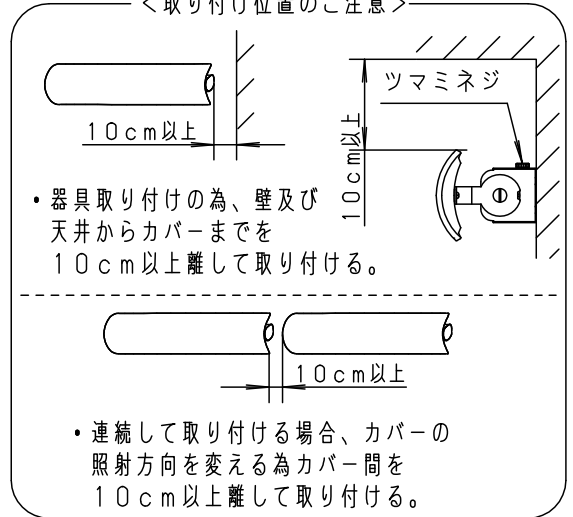 ＜取り付け位置のご注意＞
ツマミネジ
１０cm以上
１０cm以上
・器具取り付けの為、壁及び
天井からカバーまでを
１０cm以上離して取り付ける。
１０cm以上
・連続して取り付ける場合、カバーの
照射方向を変える為カバー間を
１０cm以上離して取り付ける。